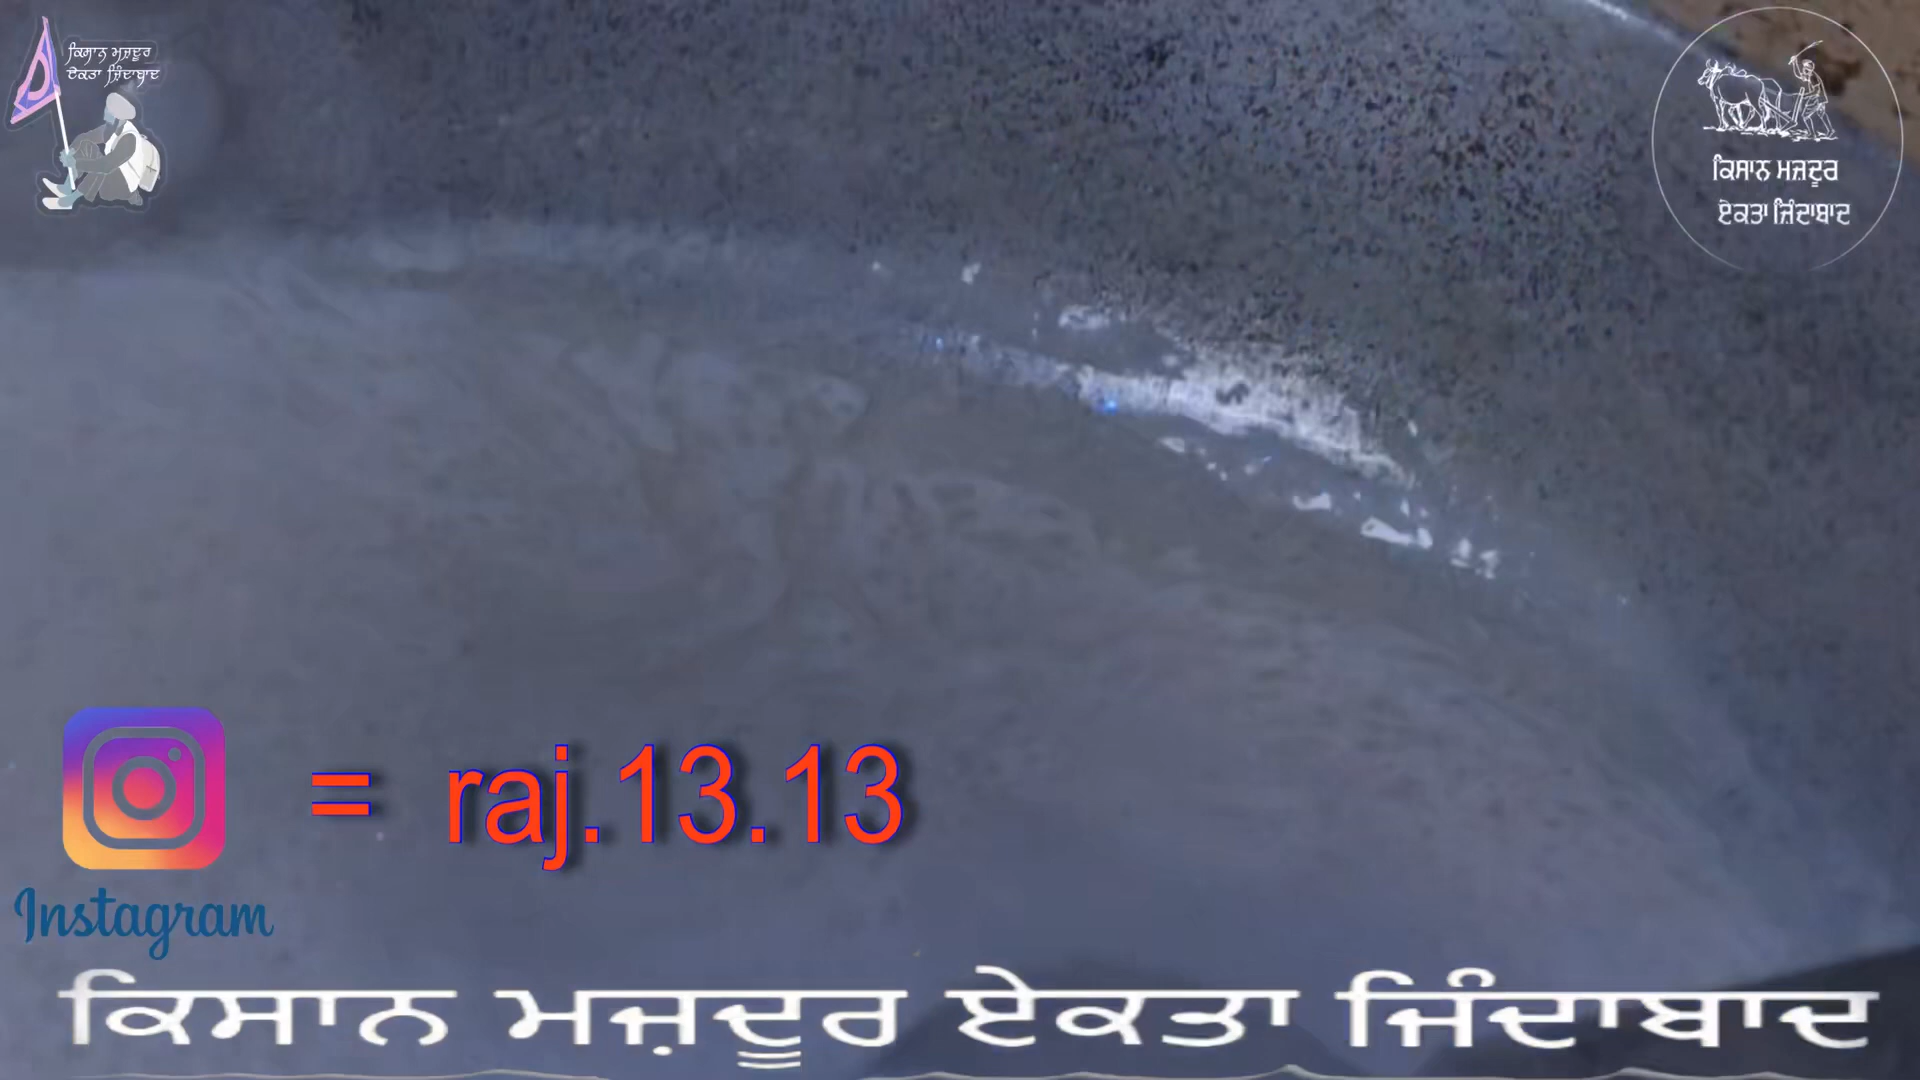 ਕਿਸਾਨ ਮਜ਼ਦੂਰ
ਏਕਤਾ ਜ਼ਿੰਦਾਬਾਦ
ਕਿਸਾਨ ਮਜ਼ਦੂਰ
ਏਕਤਾ ਜ਼ਿੰਦਾਬਾਦ
= raj.13.13
Instagram
ਕਿਸਾਨ ਮਜ਼ਦੂਰ ਏਕਤਾ ਜਿੰਦਾਬਾਦ